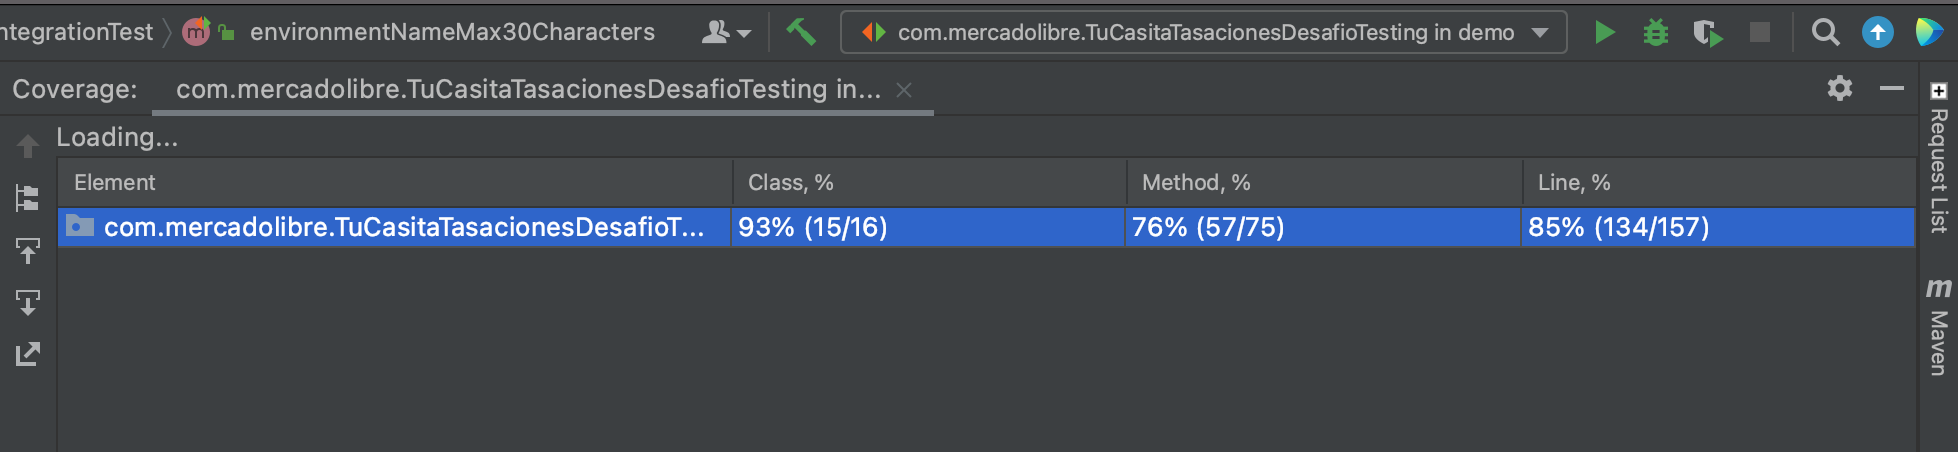 ntegrationTest m environmentNameMax30Characters com.mercadolibre.TuCasitaTasacionesDesafioTesting in demo
Coverage: com.mercadolibre.TuCasitaTasacionesDesafioTesting in...
Loading...
Element Class, % Method, % Line, %
com.mercadolibre.TuCasitaTasacionesDesafioT... 93% (15/16) 76% (57/75) 85% (134/157)
Request List
m Maven